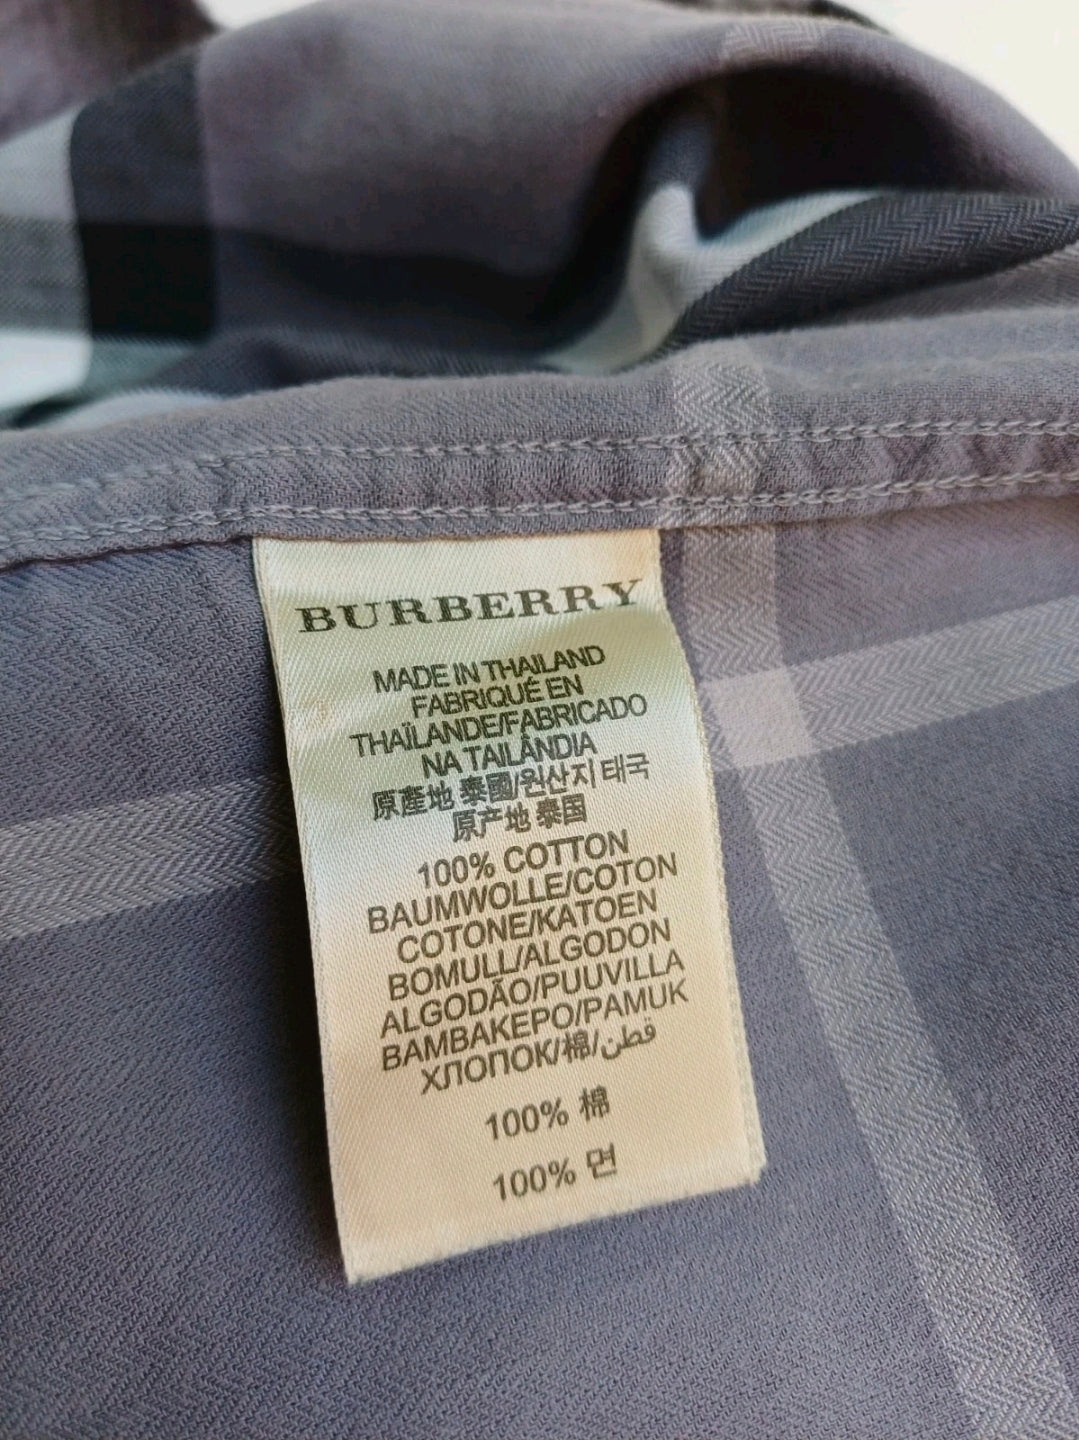 BURBERRY
MADE IN THAILAND
FABRIQUÉ EN
THAÏLANDE/FABRICADO
NA TAILÂNDIA
原產地 泰國/원산지 태국
原产地 泰国
100% COTTON
BAUMWOLLE/COTON
COTONE/KATOEN
BOMULL/ALGODON
ALGODÃO/PUUVILLA
BAMBAKEPO/PAMUK
ХЛОПОК/棉/قطن
100% 棉
100% 면